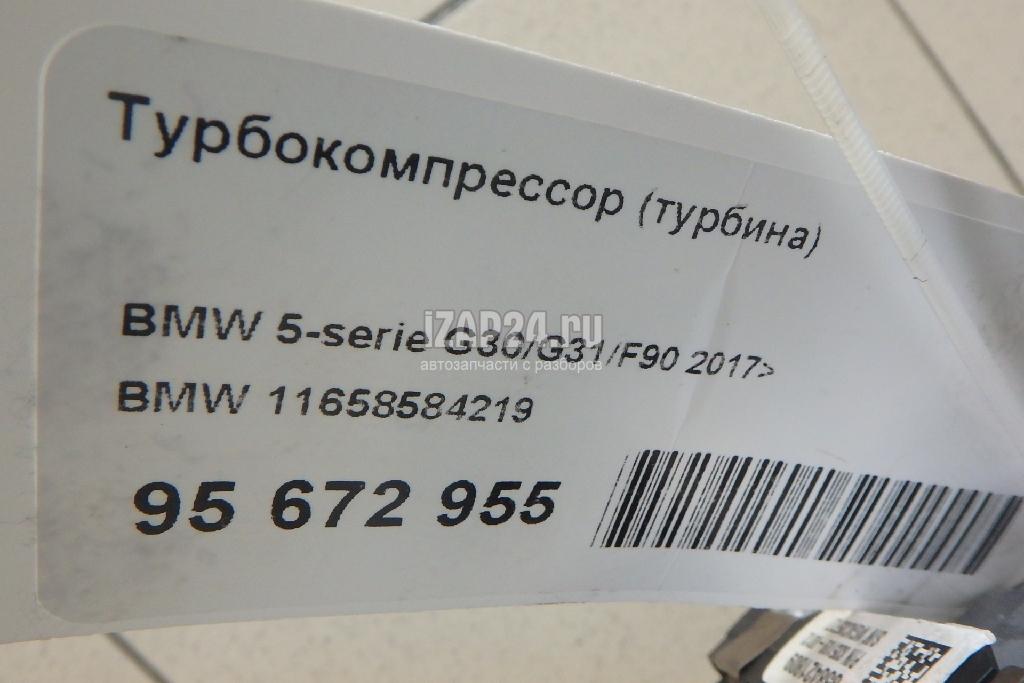 Турбокомпрессор (турбина)
BMW 5-serie G30/G31/F90 2017>
iZAP24.ru
автозапчасти с разборов
BMW 11658584219
95 672 955